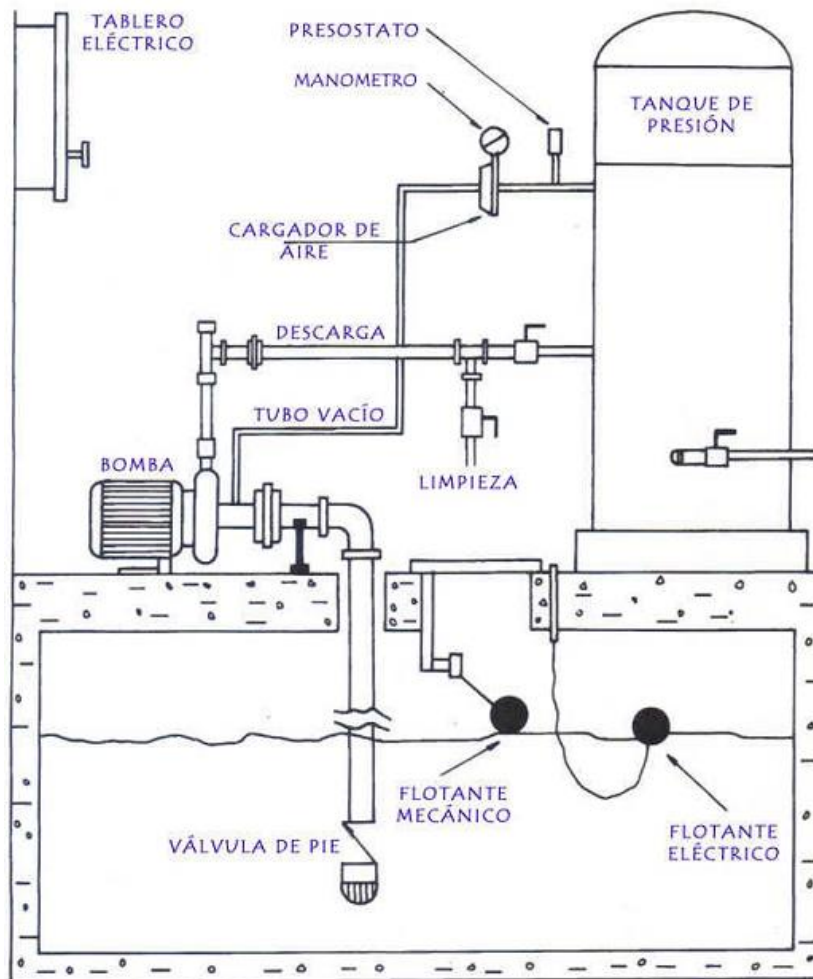 TABLERO
ELÉCTRICO
PRESOSTATO
MANOMETRO
TANQUE DE
PRESIÓN
CARGADOR DE
ÁIRE
DESCARGA
TUBO VACÍO
BOMBA
LIMPIEZA
FLOTANTE
MECÁNICO
VÁLVULA DE PIE
FLOTANTE
ELÉCTRICO